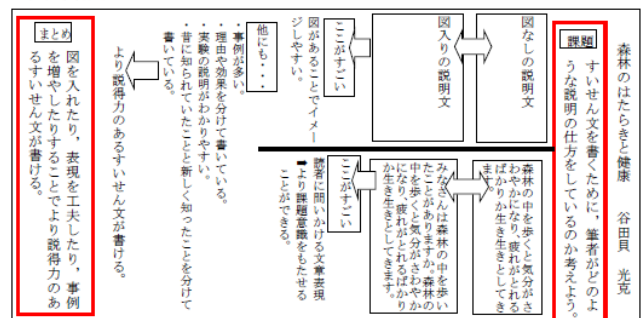 森林のはたらきと健康　　谷田貝　光克
課題
すいせん文を書くために，筆者がどのよ
うな説明の仕方をしているのか考えよう。
図なしの説明文
図入りの説明文
ここがすごい
図があることでイメー
ジしやすい。
森林の中を歩くと気分がさ
わやかになり、疲れがとれる
ばかりか生き生きとしてき
ます。
みなさんは森林の中を歩い
たことがありますか。森林の
中を歩くと気分がさわやか
になり、疲れがとれるばかり
か生き生きとしてきます。
ここがすごい
読者に問いかける文章表現
➡より課題意識をもたせる
ことができる。
他にも・・・
・事例が多い。
・理由や効果を分けて書いている。
・実験の説明がわかりやすい。
・昔に知られていたことと新しく知ったことを分けて
書いている。
より説得力のあるすいせん文が書ける。
まとめ
図を入れたり，表現を工夫したり，事例
を増やしたりすることでより説得力のあ
るすいせん文が書ける。